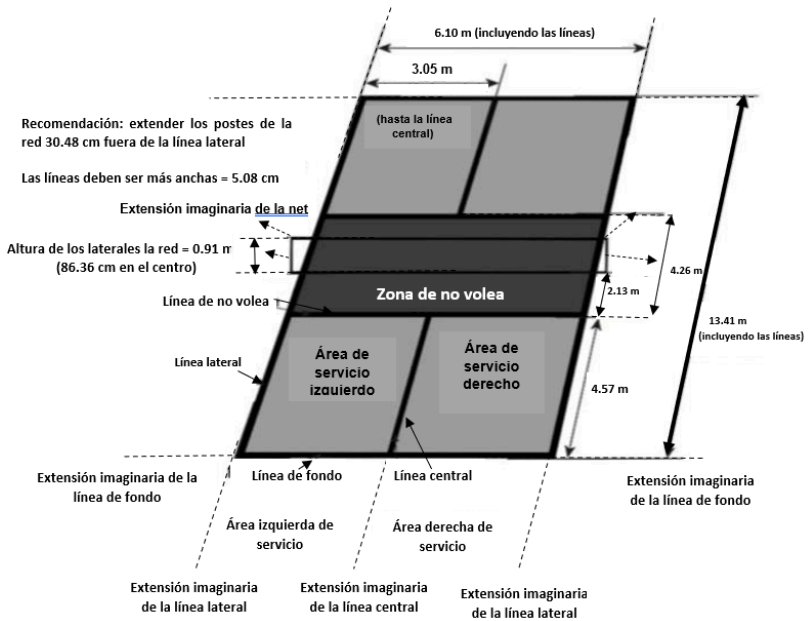 6.10 m (incluyendo las líneas)
3.05 m
(hasta la línea
central)
Recomendación: extender los postes de la
red 30.48 cm fuera de la línea lateral
Las líneas deben ser más anchas = 5.08 cm
Extensión imaginaria de la net
Altura de los laterales la red = 0.91 m
(86.36 cm en el centro)
4.26 m
2.13 m
Zona de no volea
Línea de no volea
13.41 m
(incluyendo las líneas)
Área de
servicio
izquierdo
Área de
servicio
derecho
Línea lateral
4.57 m
Extensión imaginaria de la
línea de fondo
Línea de fondo
Línea central
Extensión imaginaria
de la línea de fondo
Área izquierda de
servicio
Área derecha de
servicio
Extensión imaginaria
de la línea lateral
Extensión imaginaria
de la línea central
Extensión imaginaria
de la línea lateral